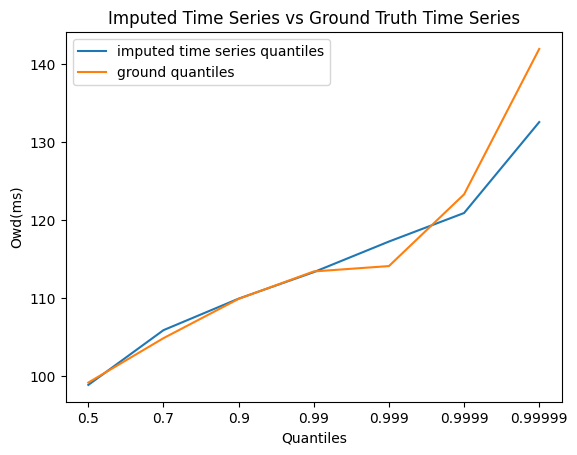 Imputed Time Series vs Ground Truth Time Series
imputed time series quantiles
ground quantiles
140
130
120
110
100
Owd(ms)
0.5 0.7 0.9 0.99 0.999 0.9999 0.99999
Quantiles